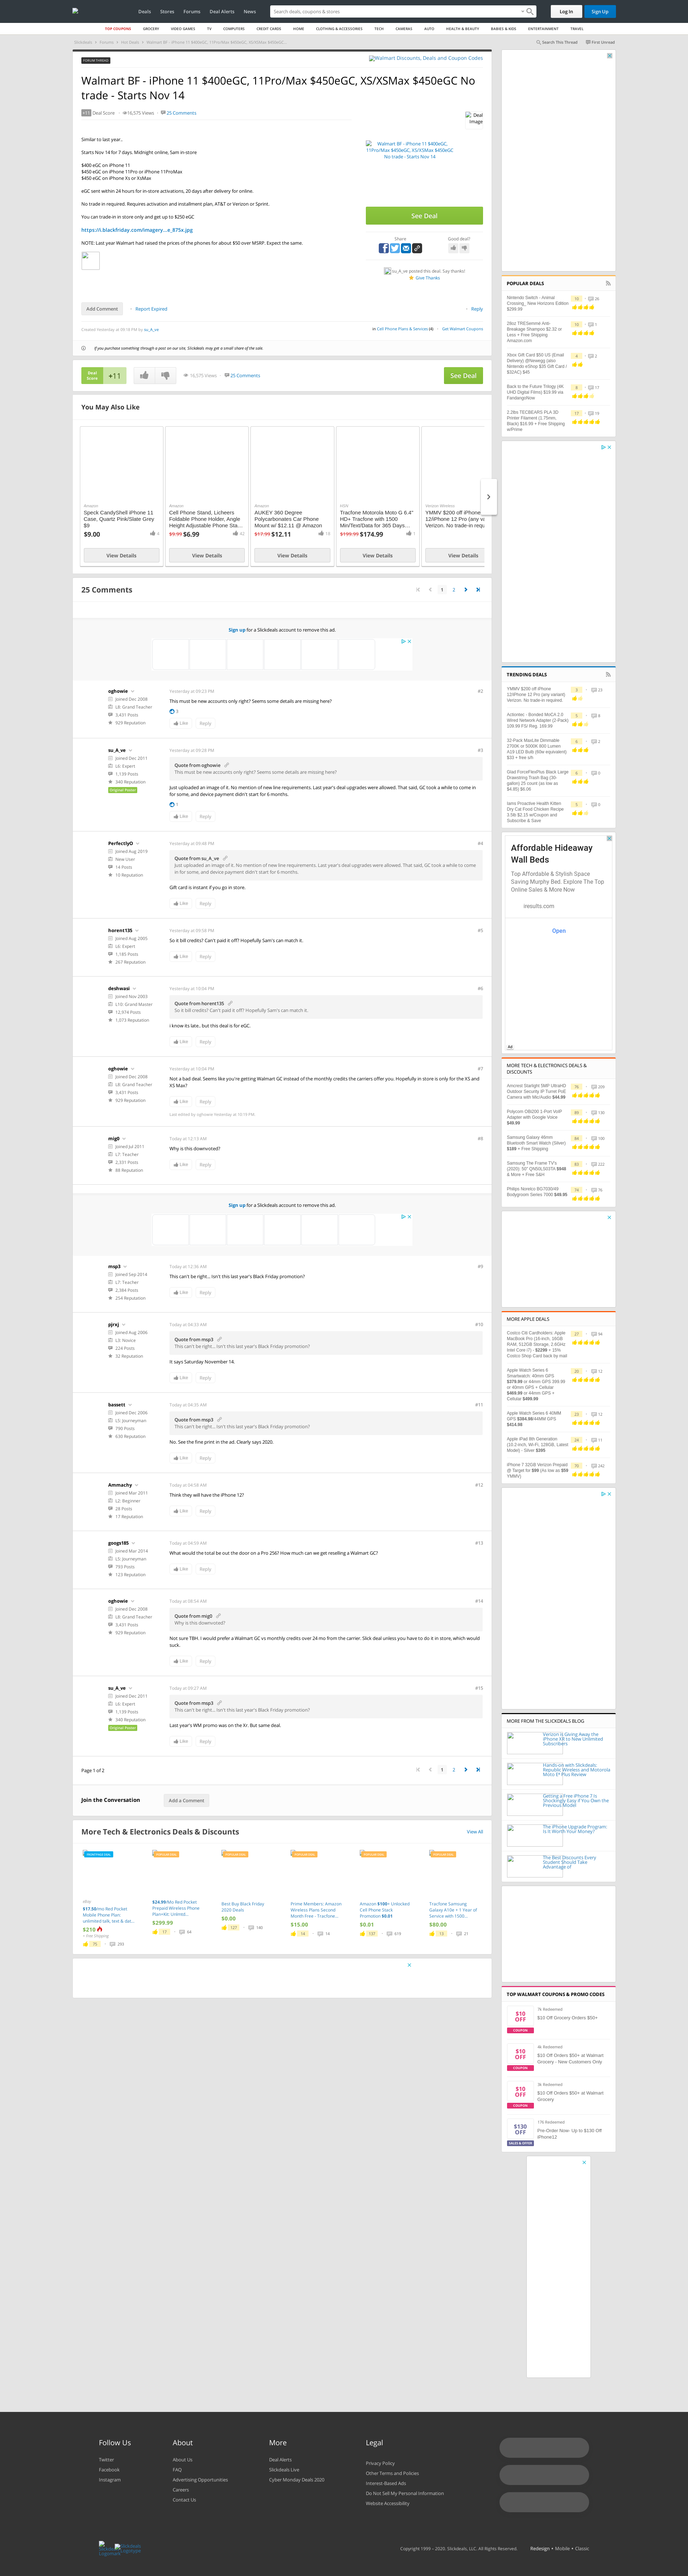 Deals Stores Forums Deal Alerts News
Search deals, coupons & stores
Log In
Sign Up
TOP COUPONS GROCERY VIDEO GAMES TV COMPUTERS CREDIT CARDS HOME CLOTHING & ACCESSORIES TECH CAMERAS AUTO HEALTH & BEAUTY BABIES & KIDS ENTERTAINMENT TRAVEL
Search This Thread First Unread
Walmart Discounts, Deals and Coupon Codes
Walmart BF - iPhone 11 $400eGC, 11Pro/Max $450eGC, XS/XSMax $450eGC No
trade - Starts Nov 14
+11 Deal Score 16,575 Views 25 Comments
Deal
Image
Similar to last year..
Starts Nov 14 for 7 days. Midnight online, 5am in-store
$400 eGC on iPhone 11
$450 eGC on iPhone 11Pro or iPhone 11ProMax
$450 eGC on iPhone Xs or XsMax
eGC sent within 24 hours for in-store activations, 20 days after delivery for online.
No trade in required. Requires activation and installment plan, AT&T or Verizon or Sprint.
You can trade-in in store only and get up to $250 eGC
https://i.blackfriday.com/imagery...e_875x.jpg
NOTE: Last year Walmart had raised the prices of the phones for about $50 over MSRP. Expect the same.
Walmart BF - iPhone 11 $400eGC,
11Pro/Max $450eGC, XS/XSMax $450eGC
No trade - Starts Nov 14
See Deal
Share
Good deal?
su_A_ve posted this deal. Say thanks!
Give Thanks
Add Comment
Report Expired
Reply
Created Yesterday at 09:18 PM by su_A_ve
in Cell Phone Plans & Services (4) Get Walmart Coupons
If you purchase something through a post on our site, Slickdeals may get a small share of the sale.
Deal
Score
+11
16,575 Views 25 Comments
See Deal
You May Also Like
Amazon
Speck CandyShell iPhone 11
Case, Quartz Pink/Slate Grey
$9
$9.00 4
View Details
Amazon
Cell Phone Stand, Licheers
Foldable Phone Holder, Angle
Height Adjustable Phone Sta...
$9.99 $6.99 62
View Details
Amazon
AUKEY 360 Degree
Polycarbonates Car Phone
Mount w/ $12.11 @ Amazon
$17.99 $12.11 18
View Details
HSN
Tracfone Motorola Moto G 6.4"
HD+ Tracfone with 1500
Min/Text/Data for 365 Days...
$199.99 $174.99 1
View Details
Verizon Wireless
YMMV $200 off iPhone
12/iPhone 12 Pro (any va
Verizon. No trade-in requ
View Details
25 Comments
1 2
Sign up for a Slickdeals account to remove this ad.
oghowie
Joined Dec 2008
L8: Grand Teacher
3,431 Posts
929 Reputation
Yesterday at 09:23 PM #2
This must be new accounts only right? Seems some details are missing here?
3
Like Reply
su_A_ve
Joined Dec 2011
L6: Expert
1,139 Posts
340 Reputation
Original Poster
Yesterday at 09:28 PM #3
Quote from oghowie
This must be new accounts only right? Seems some details are missing here?
Just uploaded an image of it. No mention of new line requirements. Last year's deal upgrades were allowed. That said, GC took a while to come
in for some, and device payment didn't start for 6 months.
1
Like Reply
PerfectlyD
Joined Aug 2019
New User
14 Posts
10 Reputation
Yesterday at 09:48 PM #4
Quote from su_A_ve
Just uploaded an image of it. No mention of new line requirements. Last year's deal upgrades were allowed. That said, GC took a while to come
in for some, and device payment didn't start for 6 months.
Gift card is instant if you go in store.
Like Reply
horent135
Joined Aug 2005
L6: Expert
1,185 Posts
267 Reputation
Yesterday at 09:58 PM #5
So it bill credits? Can't paid it off? Hopefully Sam's can match it.
Like Reply
deshwasi
Joined Nov 2003
L10: Grand Master
12,974 Posts
1,073 Reputation
Yesterday at 10:04 PM #6
Quote from horent135
So it bill credits? Can't paid it off? Hopefully Sam's can match it.
i know its late.. but this deal is for eGC.
Like Reply
oghowie
Joined Dec 2008
L8: Grand Teacher
3,431 Posts
929 Reputation
Yesterday at 10:04 PM #7
Not a bad deal. Seems like you're getting Walmart GC instead of the monthly credits the carriers offer you. Hopefully in store is only for the XS and
XS Max?
Like Reply
Last edited by oghowie Yesterday at 10:10 PM.
mig0
Joined Jul 2011
L7: Teacher
2,331 Posts
88 Reputation
Today at 12:13 AM #8
Why is this downvoted?
Like Reply
Sign up for a Slickdeals account to remove this ad.
msp3
Joined Sep 2014
L7: Teacher
2,384 Posts
254 Reputation
Today at 12:36 AM #9
This can't be right... Isn't this last year's Black Friday promotion?
Like Reply
pjrxj
Joined Aug 2006
L3: Novice
224 Posts
32 Reputation
Today at 04:33 AM #10
Quote from msp3
This can't be right... Isn't this last year's Black Friday promotion?
It says Saturday November 14.
Like Reply
bassett
Joined Dec 2006
L5: Journeyman
796 Posts
630 Reputation
Today at 04:35 AM #11
Quote from msp3
This can't be right... Isn't this last year's Black Friday promotion?
No. See the fine print in the ad. Clearly says 2020.
Like Reply
Ammachy
Joined Mar 2011
L2: Beginner
28 Posts
17 Reputation
Today at 04:58 AM #12
Think they will have the iPhone 12?
Like Reply
googs185
Joined Mar 2014
L5: Journeyman
793 Posts
123 Reputation
Today at 04:59 AM #13
What would the total be out the door on a Pro 256? How much can we get reselling a Walmart GC?
Like Reply
oghowie
Joined Dec 2008
L8: Grand Teacher
3,431 Posts
929 Reputation
Today at 08:59 AM #14
Quote from mig0
Why is this downvoted?
Not sure TBH. I would prefer a Walmart GC vs monthly credits over 24 mo from the carrier. Slick deal unless you have to do it in store, which would
suck.
Like Reply
su_A_ve
Joined Dec 2011
L6: Expert
1,139 Posts
340 Reputation
Original Poster
Today at 09:27 AM #15
Quote from msp3
This can't be right... Isn't this last year's Black Friday promotion?
Last year's WM promo was on the Xr. But same deal.
Like Reply
Page 1 of 2
1 2
Join the Conversation
Add a Comment
More Tech & Electronics Deals & Discounts
View All
eBay
$17.50/mo Red Pocket
Mobile Phone Plan:
unlimited talk, text & dat...
$210
+ Free Shipping
75 293
$24.99/Mo Red Pocket
Prepaid Wireless Phone
Plan+Kit: Unlimit...
$299.99
77 64
Best Buy Black Friday
2020 Deals
$0.00
127 180
Prime Members: Amazon
Wireless Plans Second
Month Free - Tracfone...
$15.00
14 14
Amazon $100+ Unlocked
Cell Phone Stack
Promotion $0.01
$0.01
127 619
Tracfone Samsung
Galaxy A10e + 1 Year of
Service with 1500...
$80.00
13 21
POPULAR DEALS
Nintendo Switch - Animal
Crossing_ New Horizons Edition
$299.99
28oz TRESemmé Anti-
Breakage Shampoo $2.32 or
Less + Free Shipping
Amazon.com
Xbox Gift Card $50 US (Email
Delivery) @Newegg (also
Nintendo eShop $35 Gift Card /
$32AC) $45
Back to the Future Trilogy (4K
UHD Digital Films) $19.99 via
FandangoNow
2.2lbs TECBEARS PLA 3D
Printer Filament (1.75mm,
Black) $16.99 + Free Shipping
w/Prime
TRENDING DEALS
YMMV $200 off iPhone
12/iPhone 12 Pro (any variant)
Verizon. No trade-in required.
Actiontec - Bonded MoCA 2.0
Wired Network Adapter (2-Pack)
109.99 FS/ Reg. 169.99
32-Pack MaxLite Dimmable
2700K or 5000K 800 Lumen
A19 LED Bulb (60w equivalent)
$33 + free s/h
Glad ForceFlexPlus Black Large
Drawstring Trash Bag (30-
gallon) 25 count (as low as
$4.85) $6.06
Iams Proactive Health Kitten
Dry Cat Food Chicken Recipe
3.5lb $2.15 w/Coupon and
Subscribe & Save
Affordable Hideaway
Wall Beds
Top Affordable & Stylish Space
Saving Murphy Bed. Explore The Top
Online Sales & More Now
iresults.com
Open
Ad
MORE TECH & ELECTRONICS DEALS &
DISCOUNTS
Amcrest Starlight 5MP UltraHD
Outdoor Security IP Turret PoE
Camera with Mic/Audio $44.99
Polycom OBi200 1-Port VoIP
Adapter with Google Voice
$49.99
Samsung Galaxy 46mm
Bluetooth Smart Watch (Silver)
$189 + Free Shipping
Samsung The Frame TV's
(2020): 50" QN50LS03TA $948
& More + Free S&H
Philips Norelco BG7030/49
Bodygroom Series 7000 $49.95
MORE APPLE DEALS
Costco Citi Cardholders: Apple
MacBook Pro (16-inch, 16GB
RAM, 512GB Storage, 2.6GHz
Intel Core i7) - $2298 + 10%
Costco Shop Card back by mail
Apple Watch Series 6
Smartwatch: 40mm GPS
$379.99 or 44mm GPS 399.99
or 40mm GPS + Cellular
$469.99 or 44mm GPS +
Cellular $499.99
Apple Watch Series 6 40MM
GPS $384.98/44MM GPS
$414.98
Apple iPad 8th Generation
(10.2-inch, Wi-Fi, 128GB, Latest
Model) - Silver $395
iPhone 7 32GB Verizon Prepaid
@ Target for $99 (As low as $59
YMMV)
MORE FROM THE SLICKDEALS BLOG
Verizon is Giving Away the
iPhone XR to New Unlimited
Subscribers
Hands-on with Slickdeals:
Republic Wireless and Motorola
Moto E⁴ Plus Review
Getting a Free iPhone 7 is
Shockingly Easy if You Own the
Previous Model
The iPhone Upgrade Program:
Is It Worth Your Money?
The Best Discounts Every
Student Should Take
Advantage of
TOP WALMART COUPONS & PROMO CODES
$10
OFF
COUPON
7k Redeemed
$10 Off Grocery Orders $50+
$10
OFF
COUPON
4k Redeemed
$10 Off Orders $50+ at Walmart
Grocery - New Customers Only
$10
OFF
COUPON
3k Redeemed
$10 Off Orders $50+ at Walmart
Grocery
$130
OFF
SALES & OFFER
176 Redeemed
Pre-Order Now: Up to $130 Off
iPhone12
Follow Us
Twitter
Facebook
Instagram
About
About Us
FAQ
Advertising Opportunities
Careers
Contact Us
More
Deal Alerts
Slickdeals Live
Cyber Monday Deals 2020
Legal
Privacy Policy
Other Terms and Policies
Interest-Based Ads
Do Not Sell My Personal Information
Website Accessibility
Copyright 1999 - 2020. Slickdeals, LLC. All Rights Reserved. Redesign • Mobile • Classic